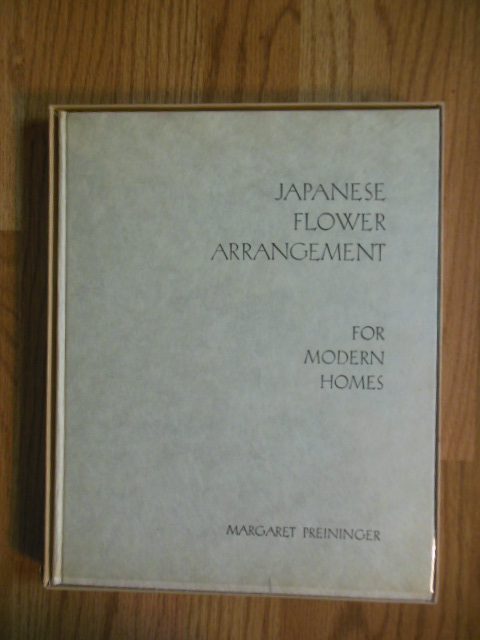 JAPANESE
FLOWER
ARRANGEMENT
FOR
MODERN
HOMES
MARGARET PREININGER